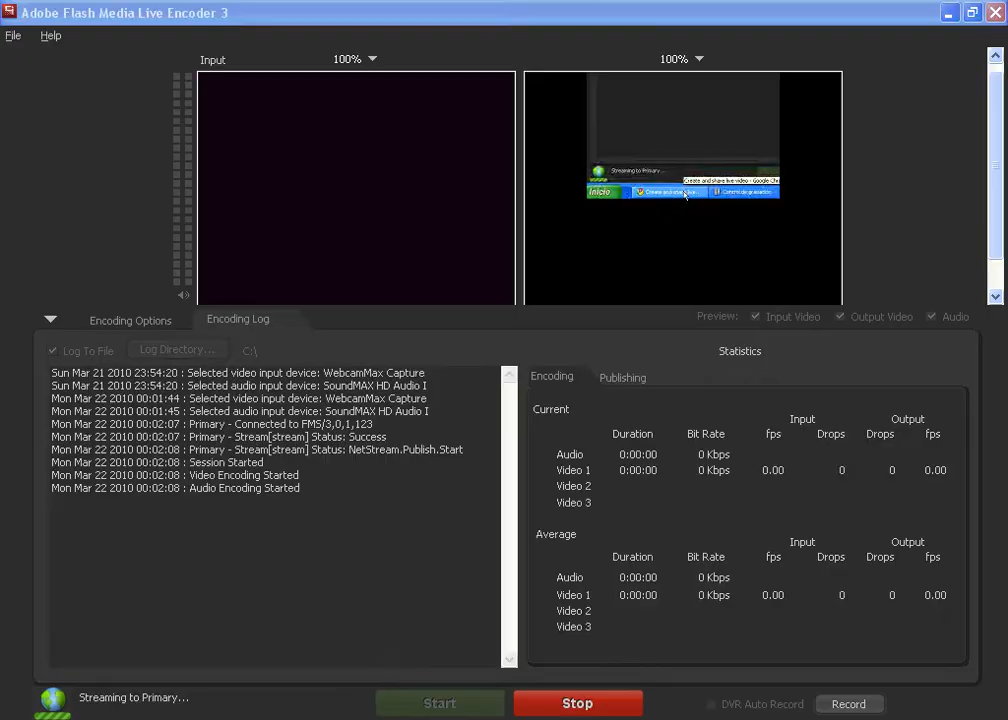 Adobe Flash Media Live Encoder 3
File Help
Input 100% 100%
Streaming to Primary...
Create and share live video - Google Chr
Inicio
Encoding Options Encoding Log Preview: Input Video Output Video Audio
Log To File Log Directory... C:\
Statistics
Sun Mar 21 2010 23:54:20 : Selected video input device: WebcamMax Capture
Sun Mar 21 2010 23:54:20 : Selected audio input device: SoundMAX HD Audio I
Mon Mar 22 2010 00:01:44 : Selected video input device: WebcamMax Capture
Mon Mar 22 2010 00:01:45 : Selected audio input device: SoundMAX HD Audio I
Mon Mar 22 2010 00:02:07 : Primary - Connected to FMS/3,0,1,123
Mon Mar 22 2010 00:02:07 : Primary - Stream[stream] Status: Success
Mon Mar 22 2010 00:02:08 : Primary - Stream[stream] Status: NetStream.Publish.Start
Mon Mar 22 2010 00:02:08 : Session Started
Mon Mar 22 2010 00:02:08 : Video Encoding Started
Mon Mar 22 2010 00:02:08 : Audio Encoding Started
Encoding Publishing
Current
Input Output
Duration Bit Rate fps Drops Drops fps
Audio 0:00:00 0 Kbps
Video 1 0:00:00 0 Kbps 0.00 0 0 0.00
Video 2
Video 3
Average
Input Output
Duration Bit Rate fps Drops Drops fps
Audio 0:00:00 0 Kbps
Video 1 0:00:00 0 Kbps 0.00 0 0 0.00
Video 2
Video 3
Streaming to Primary... Start Stop DVR Auto Record Record